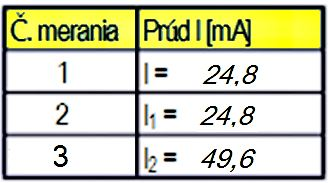 Č. merania Prúd I [mA]
1 I = 24,8
2 I₁ = 24,8
3 I₂ = 49,6